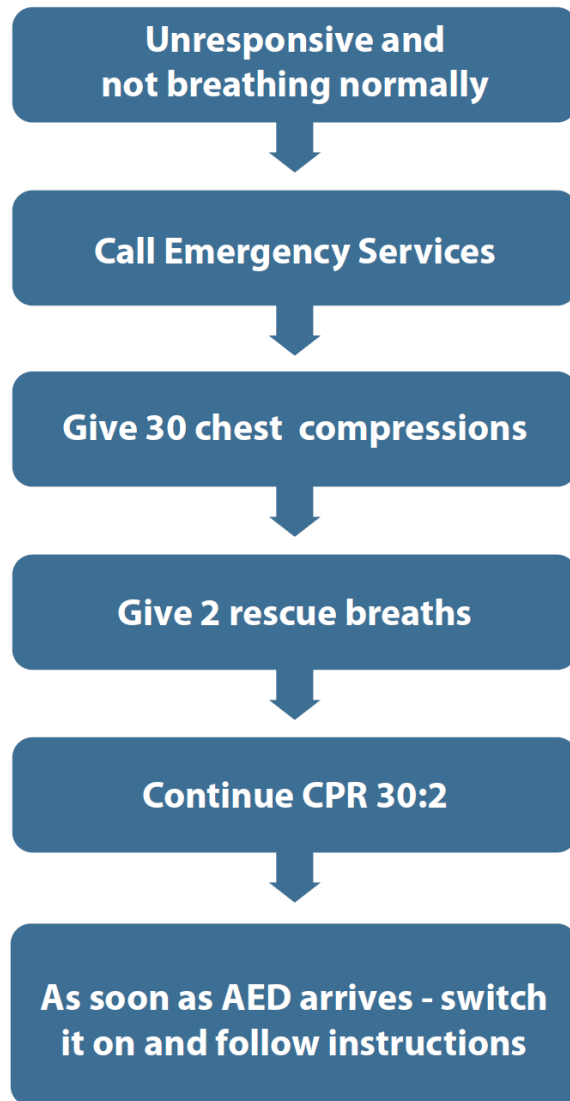 Unresponsive and
not breathing normally
Call Emergency Services
Give 30 chest compressions
Give 2 rescue breaths
Continue CPR 30:2
As soon as AED arrives - switch
it on and follow instructions